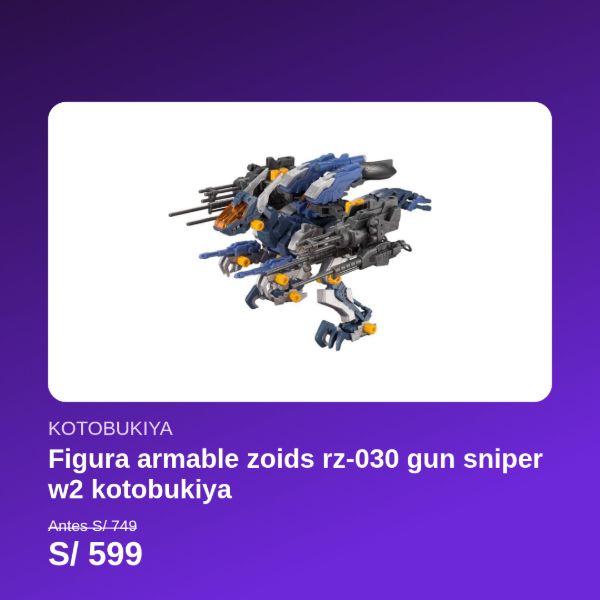 KOTOBUKIYA
Figura armable zoids rz-030 gun sniper
w2 kotobukiya
Antes S/ 749
S/ 599